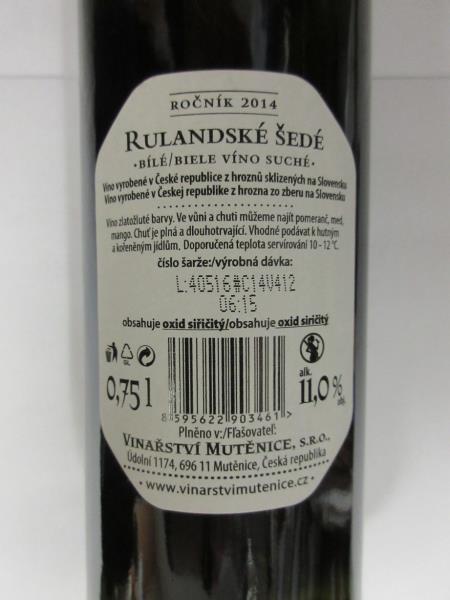 ROČNÍK 2014
RULANDSKÉ ŠEDÉ
·BÍLÉ/BIELE VÍNO SUCHÉ·
Víno vyrobené v České republice z hroznů sklizených na Slovensku
Víno vyrobené v Českej republike z hrozna zo zberu na Slovensku
Víno zlatožluté barvy. Ve vůni a chuti můžeme najít pomeranč, med,
mango. Chuť je plná a dlouhotrvající. Vhodné podávat k hutným
a kořeněným jídlům. Doporučená teplota servírování 10 - 12 °C.
číslo šarže:/výrobná dávka:
L:40516#C14V412
06:15
obsahuje oxid siřičitý/obsahuje oxid siričitý
GL
0,75 l
alk.
11,0 % obj.
8 595622 903461 >
Plněno v:/Fľašovateľ:
VINAŘSTVÍ MUTĚNICE, S.R.O.,
Údolní 1174, 696 11 Mutěnice, Česká republika
· www.vinarstvimutenice.cz ·